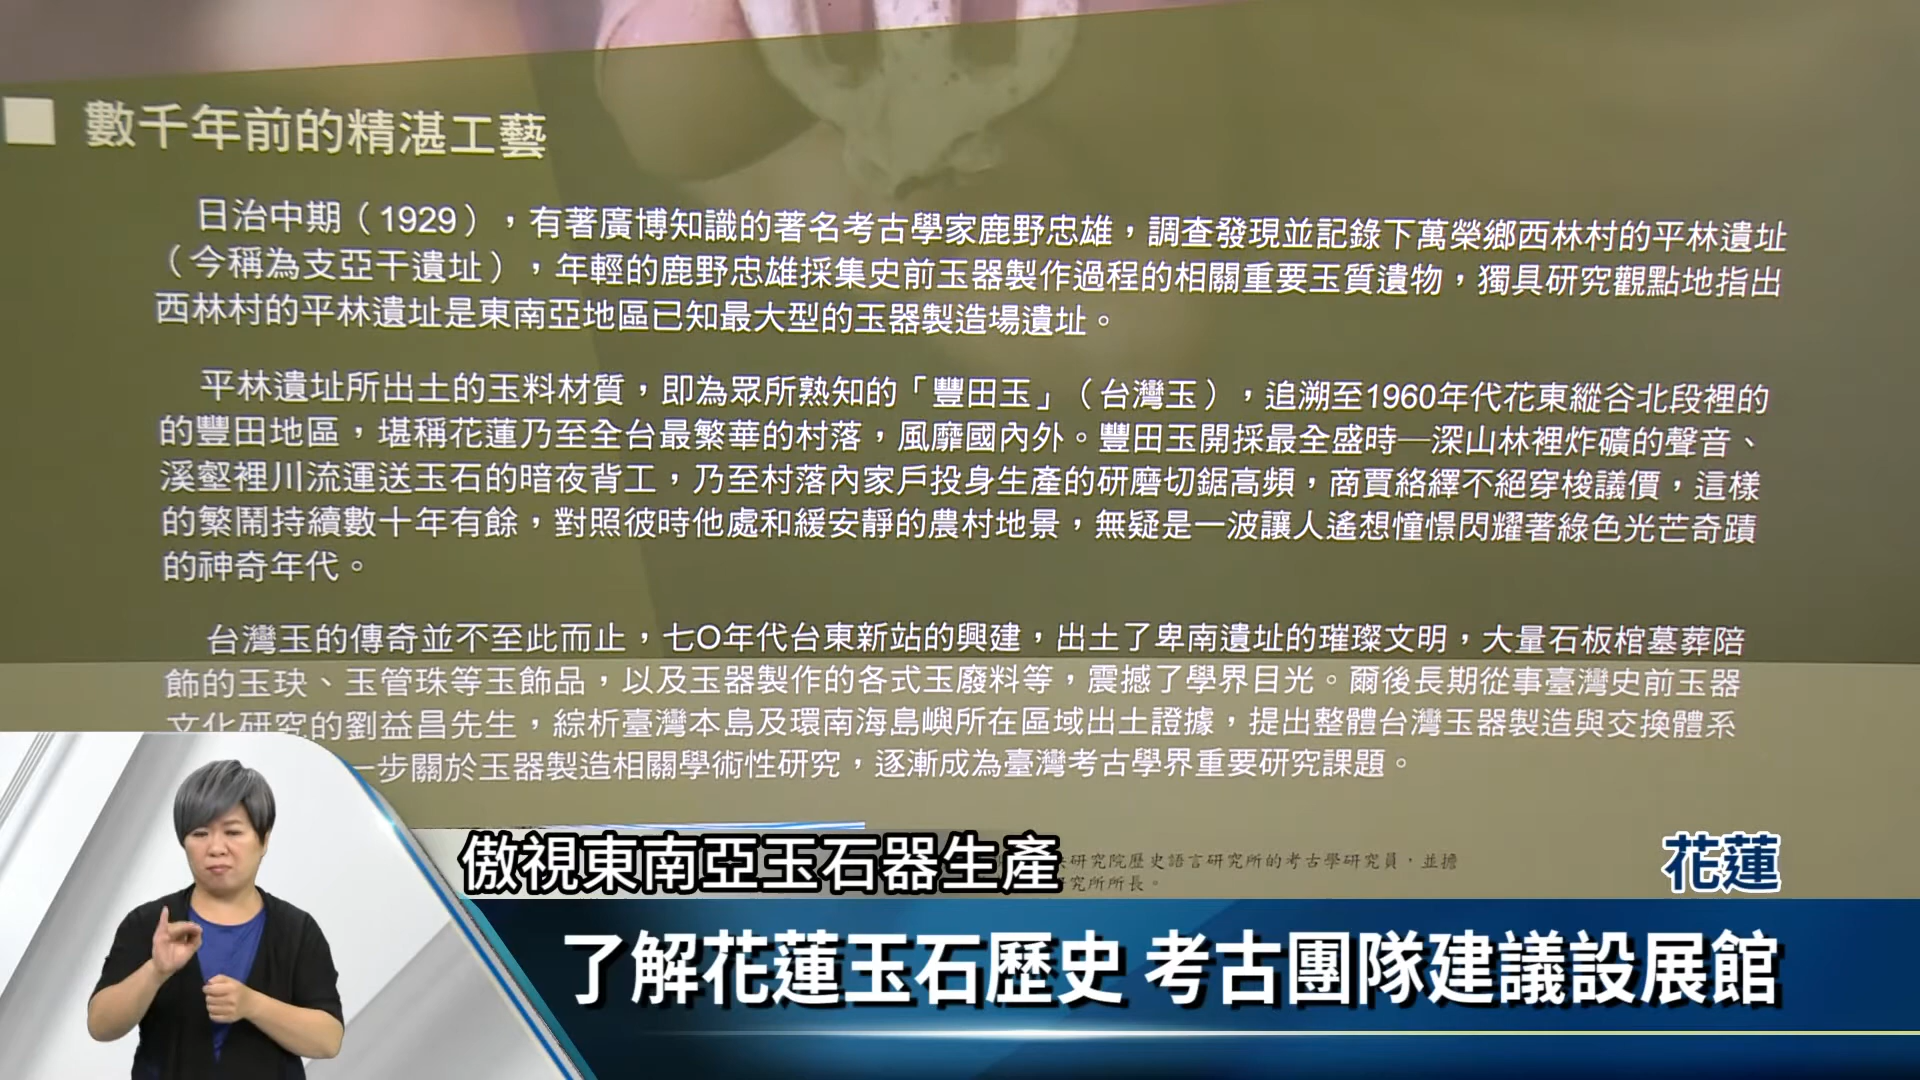 數千年前的精湛工藝
日治中期（1929），有著廣博知識的著名考古學家鹿野忠雄，調查發現並記錄下萬榮鄉西林村的平林遺址
（今稱為支亞干遺址），年輕的鹿野忠雄採集史前玉器製作過程的相關重要玉質遺物，獨具研究觀點地指出
西林村的平林遺址是東南亞地區已知最大型的玉器製造場遺址。
平林遺址所出土的玉料材質，即為眾所熟知的「豐田玉」（台灣玉），追溯至1960年代花東縱谷北段裡的
的豐田地區，堪稱花蓮乃至全台最繁華的村落，風靡國內外。豐田玉開採最全盛時─深山林裡炸礦的聲音、
溪壑裡川流運送玉石的暗夜背工，乃至村落內家戶投身生產的研磨切鋸高頻，商賈絡繹不絕穿梭議價，這樣
的繁鬧持續數十年有餘，對照彼時他處和緩安靜的農村地景，無疑是一波讓人遙想憧憬閃耀著綠色光芒奇蹟
的神奇年代。
台灣玉的傳奇並不至此而止，七O年代台東新站的興建，出土了卑南遺址的璀璨文明，大量石板棺墓葬陪
飾的玉玦、玉管珠等玉飾品，以及玉器製作的各式玉廢料等，震撼了學界目光。爾後長期從事臺灣史前玉器
文化研究的劉益昌先生，綜析臺灣本島及環南海島嶼所在區域出土證據，提出整體台灣玉器製造與交換體系
一步關於玉器製造相關學術性研究，逐漸成為臺灣考古學界重要研究課題。
研究院歷史語言研究所的考古學研究員，並擔
究所所長。
傲視東南亞玉石器生產
花蓮
了解花蓮玉石歷史 考古團隊建議設展館